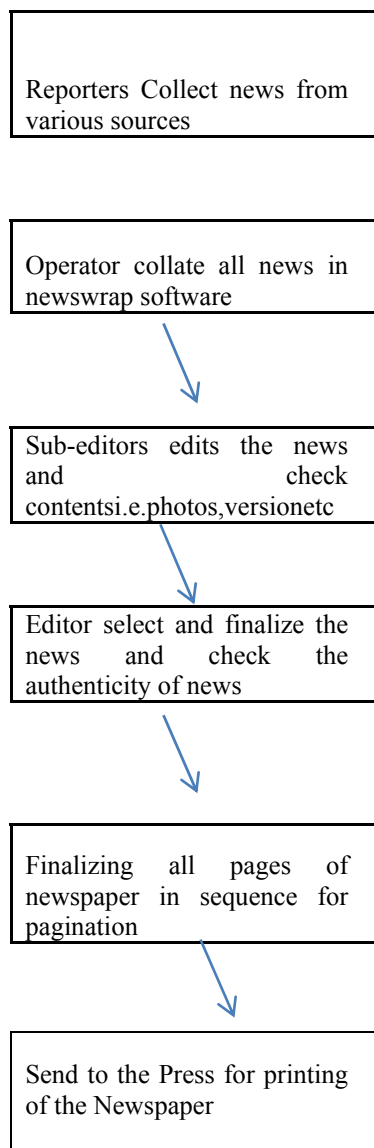 Reporters Collect news from
various sources
Operator collate all news in
newswrap software
Sub-editors edits the news
and check
contentsi.e.photos,versionetc
Editor select and finalize the
news and check the
authenticity of news
Finalizing all pages of
newspaper in sequence for
pagination
Send to the Press for printing
of the Newspaper